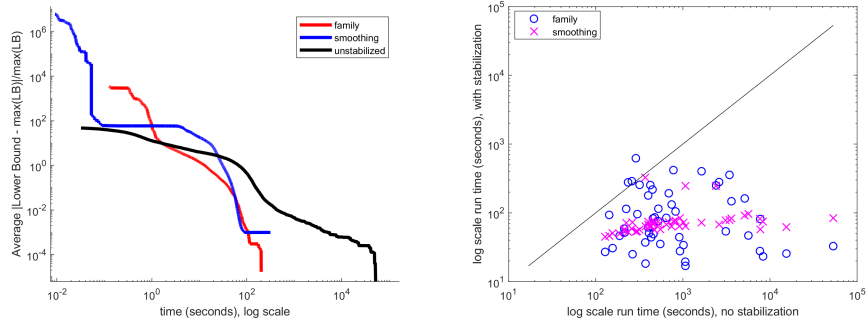 family
smoothing
unstabilized
10^6
10^4
10^2
10^0
10^-2
10^-4
Average |Lower Bound - max(LB)|/max(LB)
10^-2
10^0
10^2
10^4
time (seconds), log scale
family
smoothing
10^5
10^4
10^3
10^2
10^1
log scale run time (seconds), with stabilization
10^1
10^2
10^3
10^4
10^5
log scale run time (seconds), no stabilization